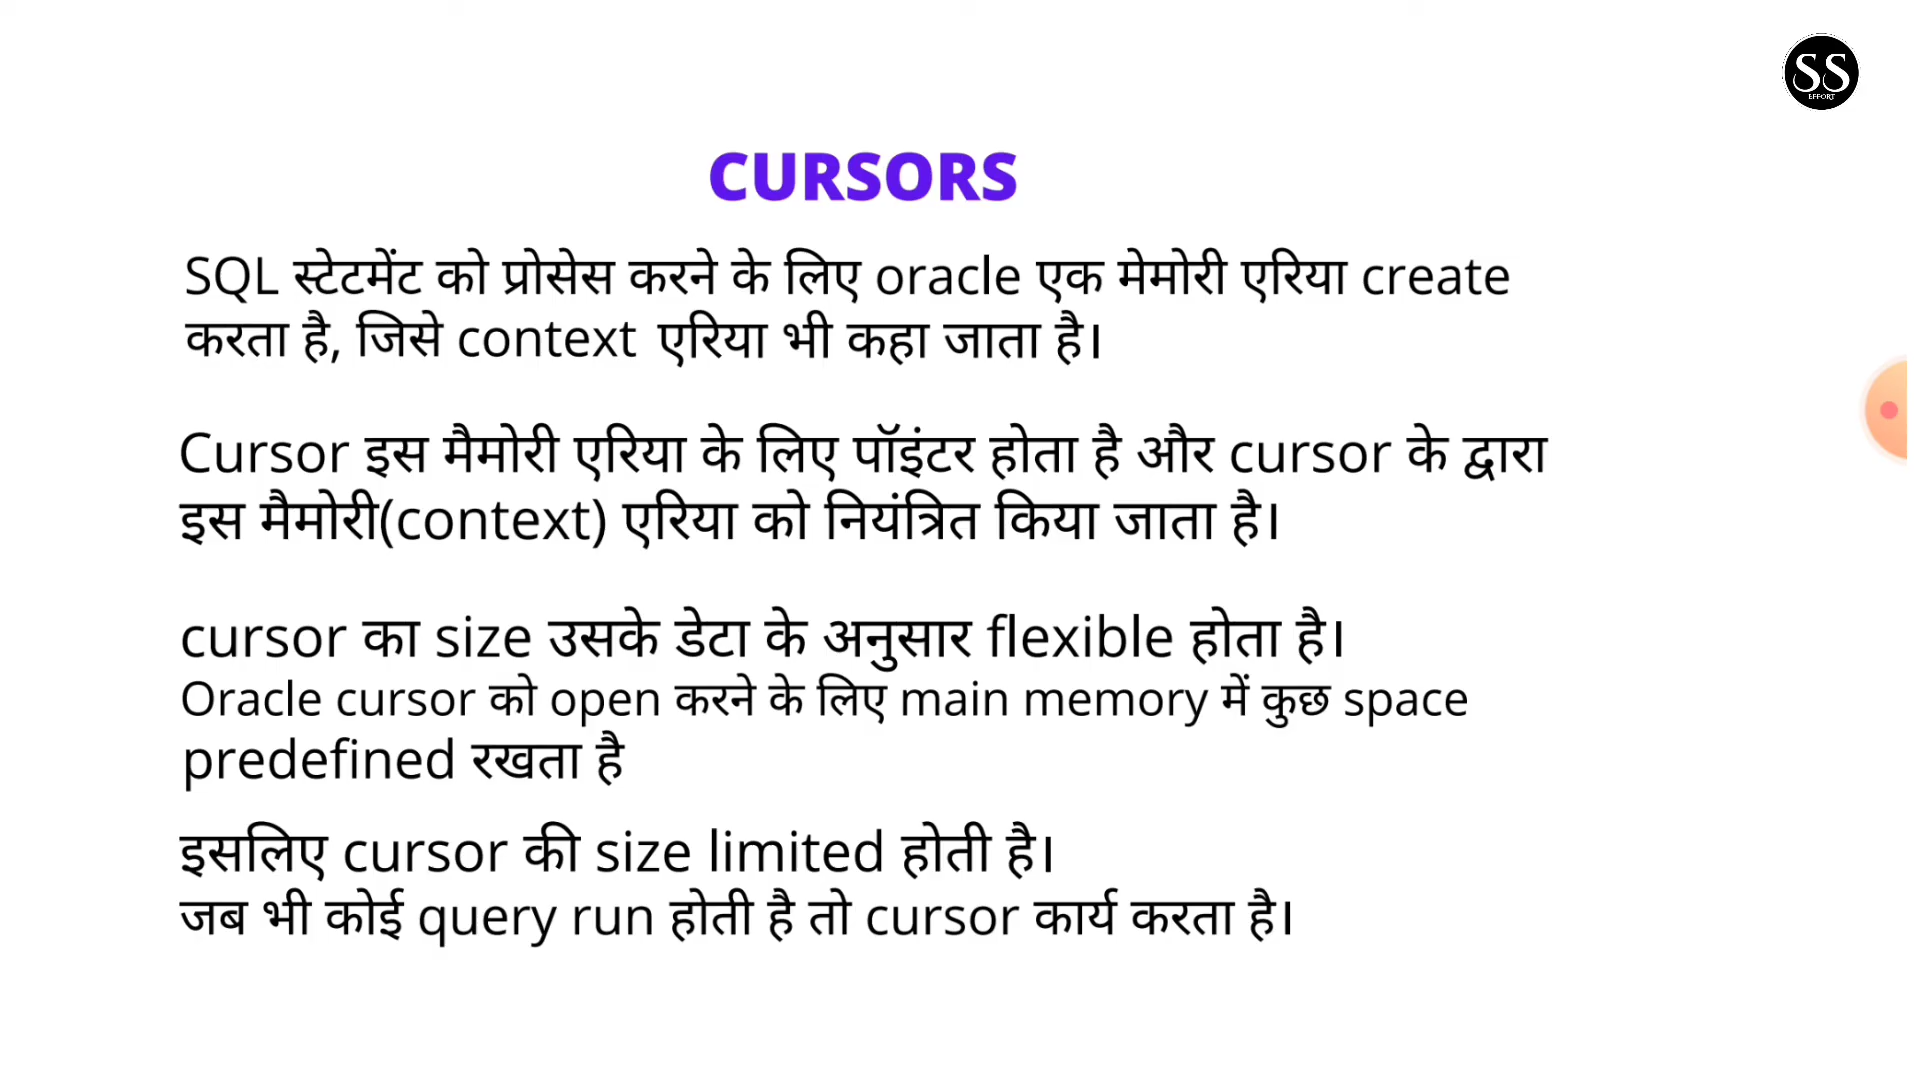 SS
EFFORT
CURSORS
SQL स्टेटमेंट को प्रोसेस करने के लिए oracle एक मेमोरी एरिया create
करता है, जिसे context एरिया भी कहा जाता है।
Cursor इस मैमोरी एरिया के लिए पॉइंटर होता है और cursor के द्वारा
इस मैमोरी(context) एरिया को नियंत्रित किया जाता है।
cursor का size उसके डेटा के अनुसार flexible होता है।
Oracle cursor को open करने के लिए main memory में कुछ space
predefined रखता है
इसलिए cursor की size limited होती है।
जब भी कोई query run होती है तो cursor कार्य करता है।